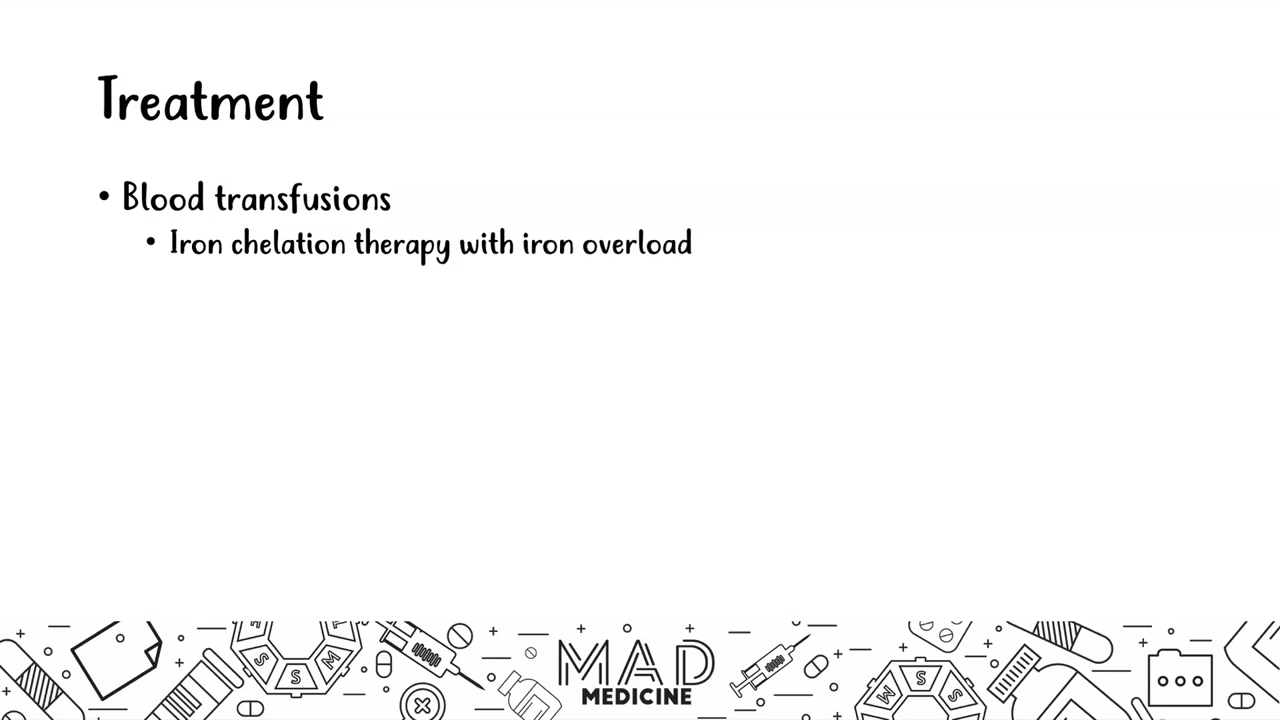 Treatment
• Blood transfusions
• Iron chelation therapy with iron overload
S
S
M
MAD
MEDICINE
M
S
S